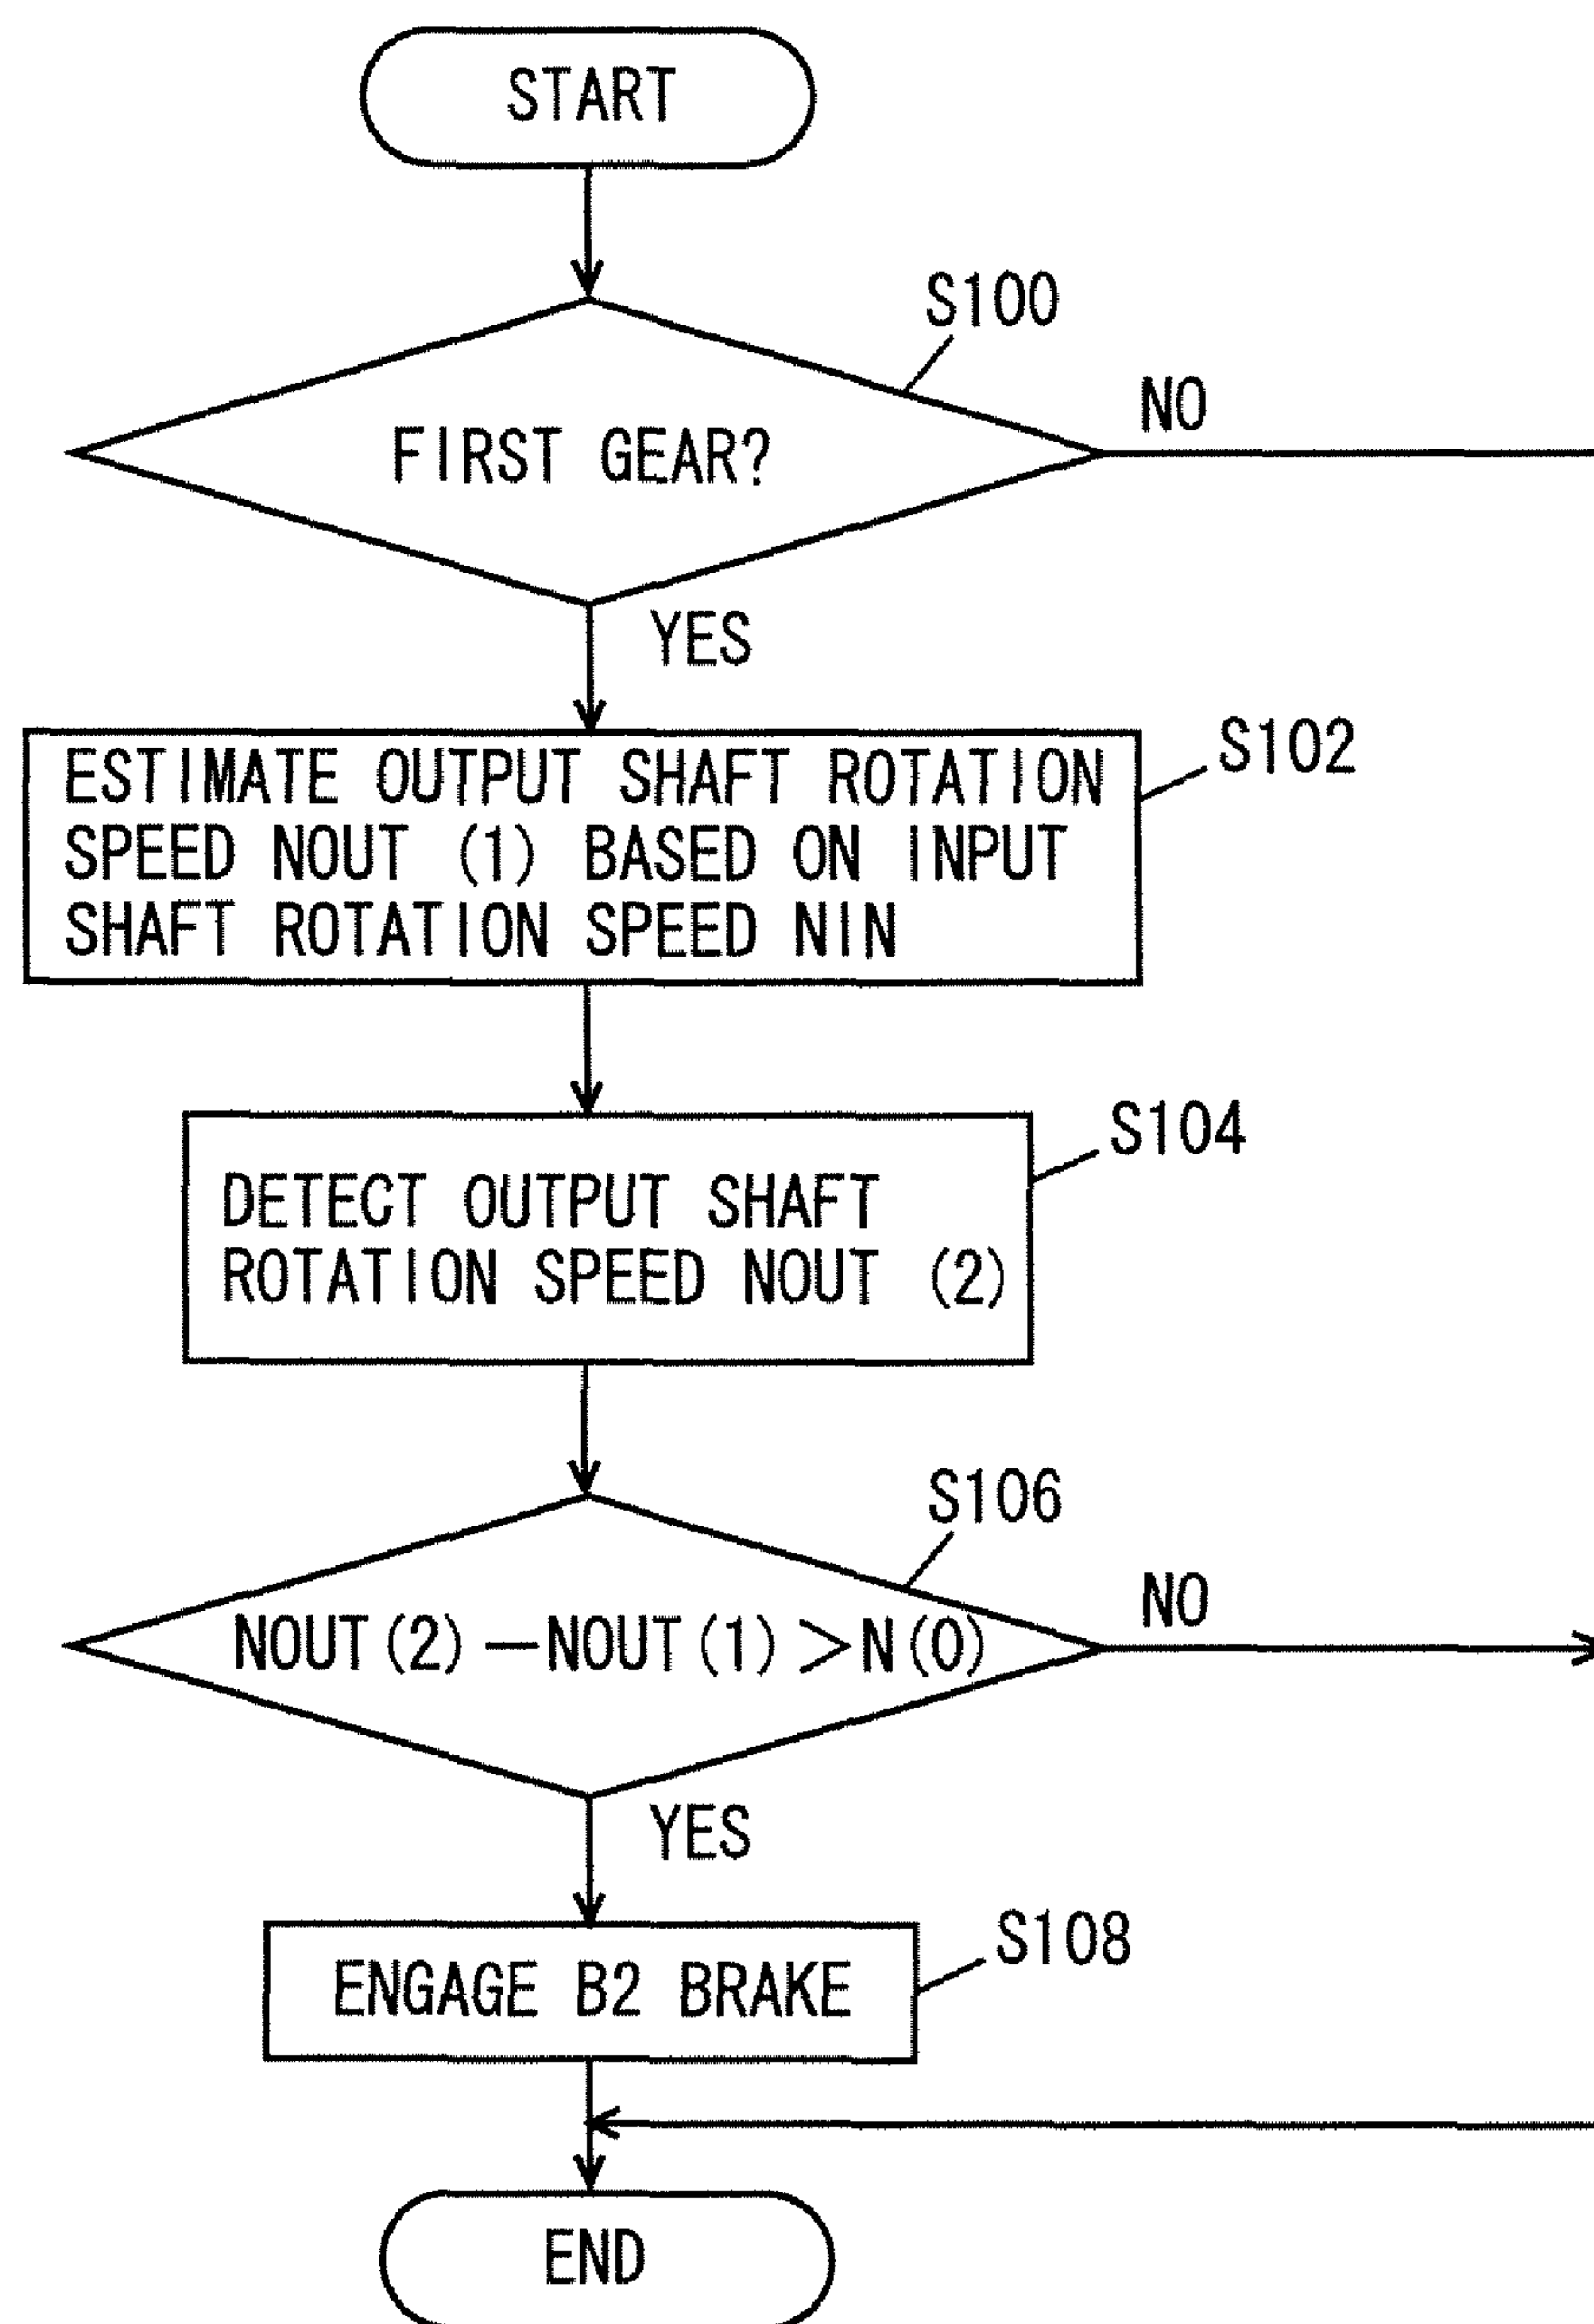 START
S100
FIRST GEAR?
NO
YES
S102
ESTIMATE OUTPUT SHAFT ROTATION
SPEED NOUT (1) BASED ON INPUT
SHAFT ROTATION SPEED NIN
S104
DETECT OUTPUT SHAFT
ROTATION SPEED NOUT (2)
S106
NOUT(2)—NOUT(1)>N(0)
NO
YES
S108
ENGAGE B2 BRAKE
END